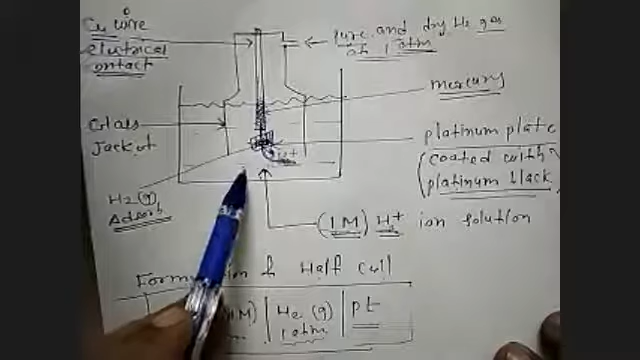 Cu wire
electrical
contact
pure and dry H2 gas
at 1 atm
mercury
Glass
Jacket
platinum plate
(coated with
platinum black
H+
H2(g)
Adsorb
(1M) H+ ion solution
Half cell
M) | H2 (g) | pt
1 atm